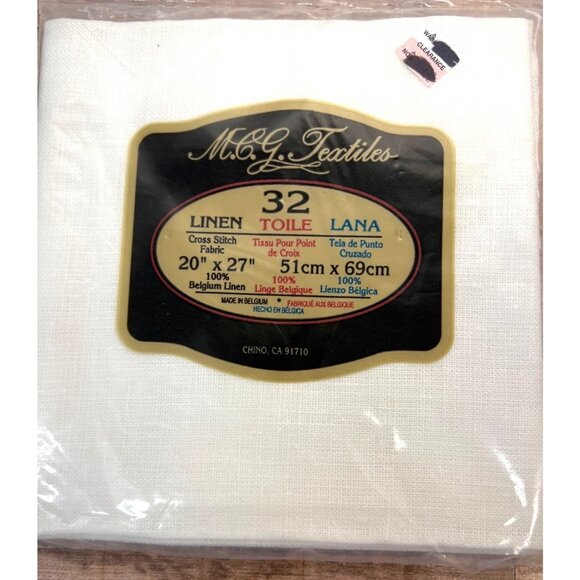 CLEARANCE
M.C.G. Textiles
32
LINEN TOILE LANA
Cross Stitch Fabric
Tissu Pour Point de Croix
Tela de Punto Cruzado
20" x 27" 51cm x 69cm
100% Belgium Linen
100% Linge Belgique
100% Lienzo Bélgica
MADE IN BELGIUM • FABRIQUÉ AUX BELGIQUE
HECHO EN BÉLGICA
CHINO, CA 91710